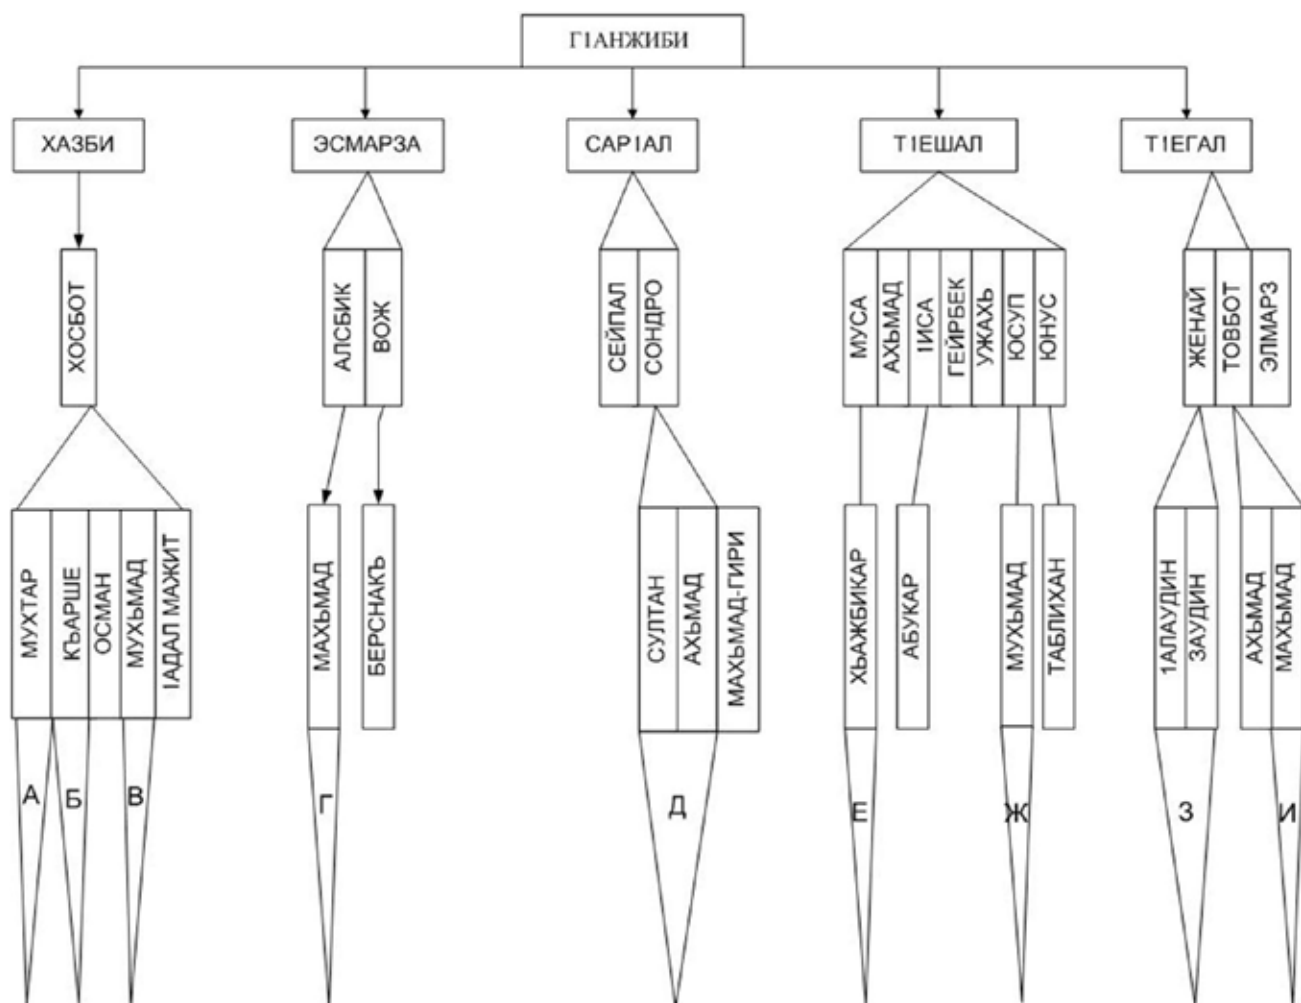 Г1АНЖИБИ
ХАЗБИ
ЭСМАРЗА
САР1АЛ
Т1ЕШАЛ
Т1ЕГАЛ
ХОСБОТ
АЛСБИК
ВОЖ
СЕЙПАЛ
СОНДРО
МУСА
АХЬМАД
1ИСА
ГЕЙРБЕК
УЖАХЬ
ЮСУП
ЮНУС
ЖЕНАЙ
ТОВБОТ
ЭЛМАРЗ
МУХТАР
КЪАРШЕ
ОСМАН
МУХЬМАД
1АДАЛ МАЖИТ
МАХЬМАД
БЕРСНАКЪ
СУЛТАН
АХЬМАД
МАХЬМАД-ГИРИ
ХЬАЖБИКАР
АБУКАР
МУХЬМАД
ТАБЛИХАН
1АЛАУДИН
ЗАУДИН
АХЬМАД
МАХЬМАД
А
Б
В
Г
Д
Е
Ж
З
И